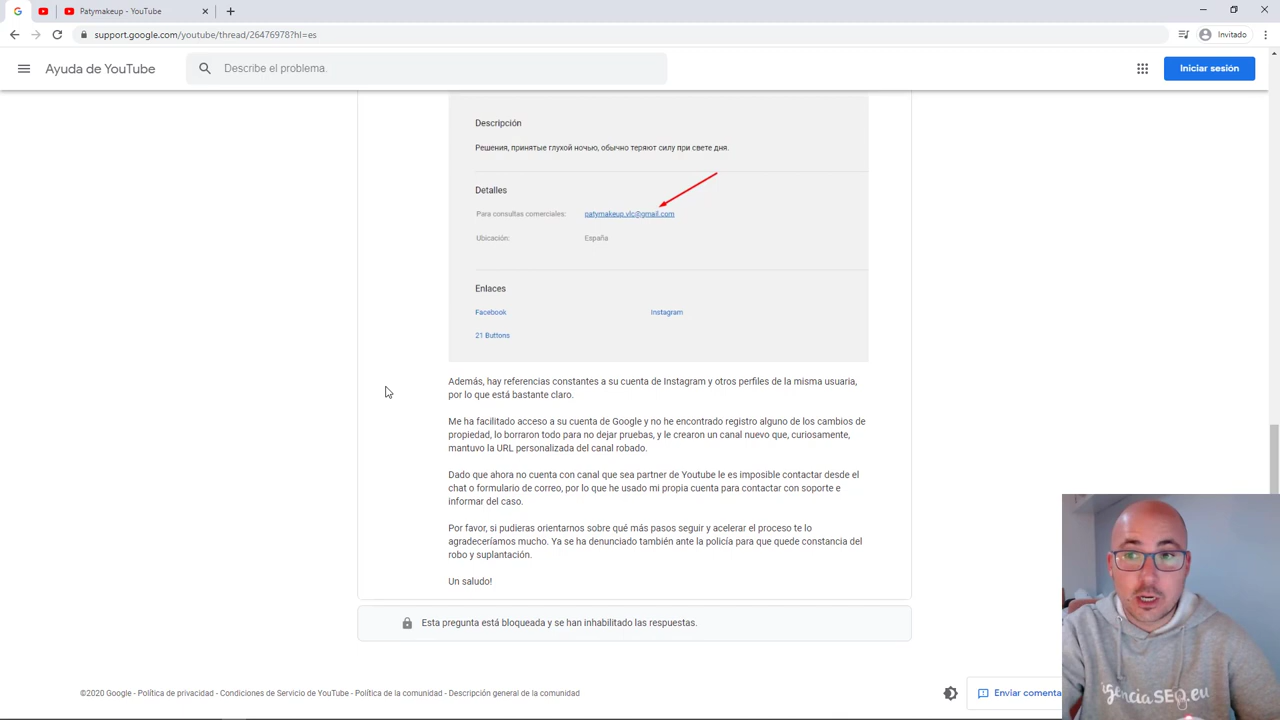 Patymakeup - YouTube
support.google.com/youtube/thread/26476978?hl=es
Invitado
Ayuda de YouTube
Describe el problema.
Iniciar sesión
Descripción
Решения, принятые глухой ночью, обычно теряют силу при свете дня.
Detalles
Para consultas comerciales: patymakeup.vlc@gmail.com
Ubicación: España
Enlaces
Facebook Instagram
21 Buttons
Además, hay referencias constantes a su cuenta de Instagram y otros perfiles de la misma usuaria,
por lo que está bastante claro.
Me ha facilitado acceso a su cuenta de Google y no he encontrado registro alguno de los cambios de
propiedad, lo borraron todo para no dejar pruebas, y le crearon un canal nuevo que, curiosamente,
mantuvo la URL personalizada del canal robado.
Dado que ahora no cuenta con canal que sea partner de Youtube le es imposible contactar desde el
chat o formulario de correo, por lo que he usado mi propia cuenta para contactar con soporte e
informar del caso.
Por favor, si pudieras orientarnos sobre qué más pasos seguir y acelerar el proceso te lo
agradeceríamos mucho. Ya se ha denunciado también ante la policía para que quede constancia del
robo y suplantación.
Un saludo!
Esta pregunta está bloqueada y se han inhabilitado las respuestas.
©2020 Google - Política de privacidad - Condiciones de Servicio de YouTube - Política de la comunidad - Descripción general de la comunidad
Enviar comenta
igenciaSEO.eu